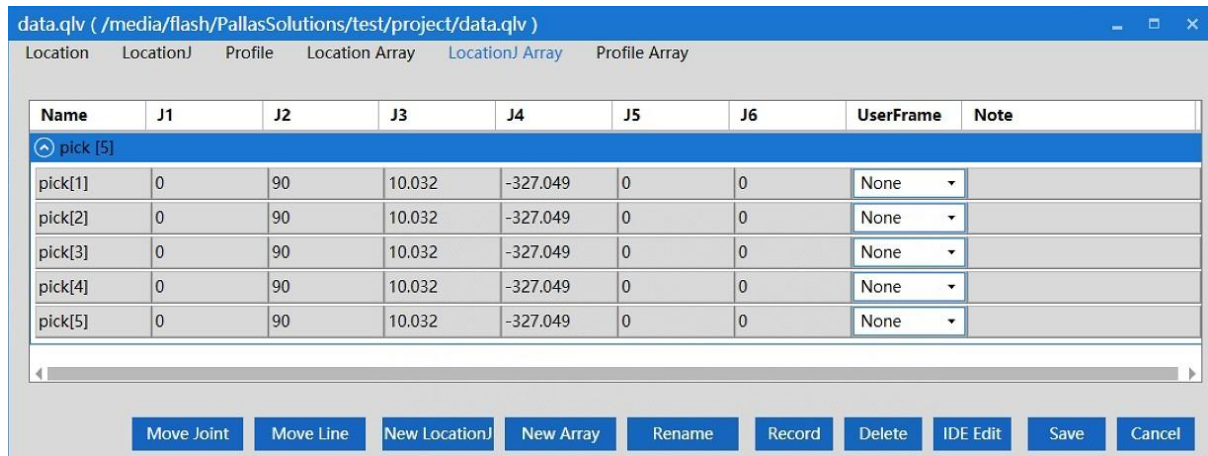 data.qlv ( /media/flash/PallasSolutions/test/project/data.qlv )
Location LocationJ Profile Location Array LocationJ Array Profile Array
Name J1 J2 J3 J4 J5 J6 UserFrame Note
pick [5]
pick[1] 0 90 10.032 -327.049 0 0 None
pick[2] 0 90 10.032 -327.049 0 0 None
pick[3] 0 90 10.032 -327.049 0 0 None
pick[4] 0 90 10.032 -327.049 0 0 None
pick[5] 0 90 10.032 -327.049 0 0 None
Move Joint Move Line New LocationJ New Array Rename Record Delete IDE Edit Save Cancel